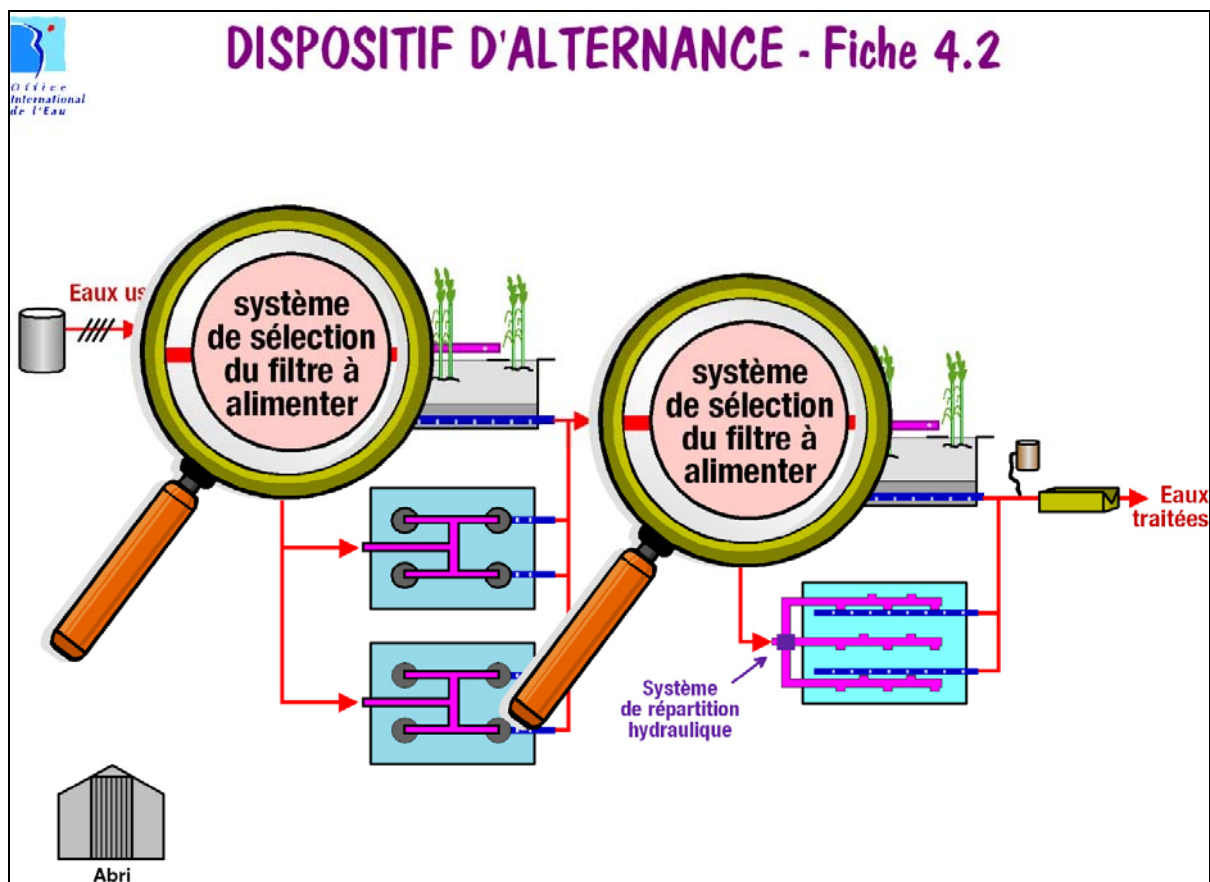 DISPOSITIF D'ALTERNANCE - Fiche 4.2
Office
International
de l'Eau
Eaux us
système
de sélection
du filtre à
alimenter
système
de sélection
du filtre à
alimenter
Eaux
traitées
Système
de répartition
hydraulique
Abri